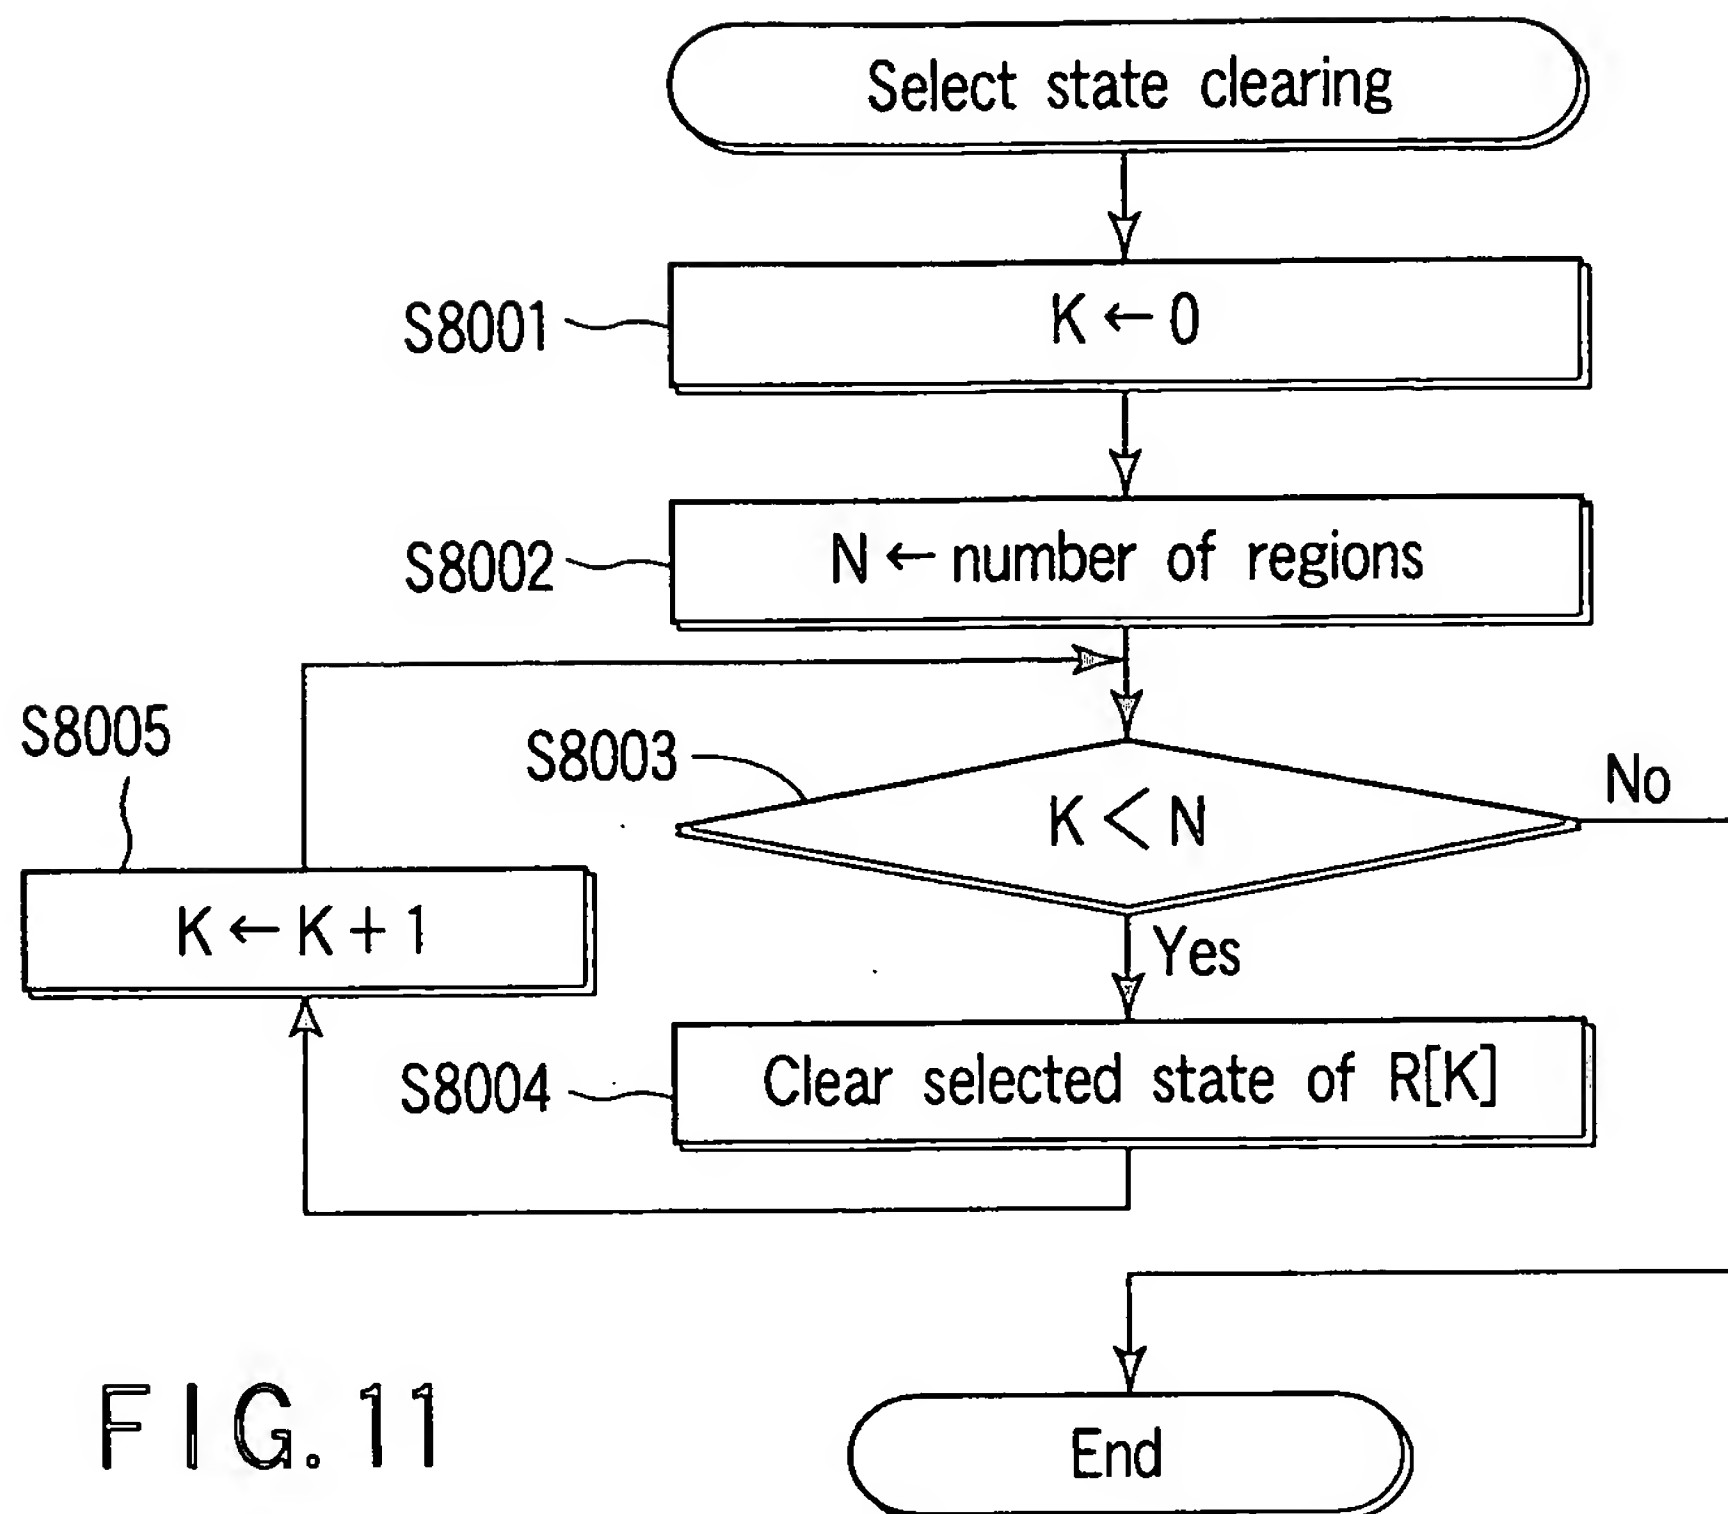 Select state clearing
S8001
K ← 0
S8002
N ← number of regions
S8005
S8003
K < N
No
K ← K + 1
Yes
S8004
Clear selected state of R[K]
End
FIG. 11